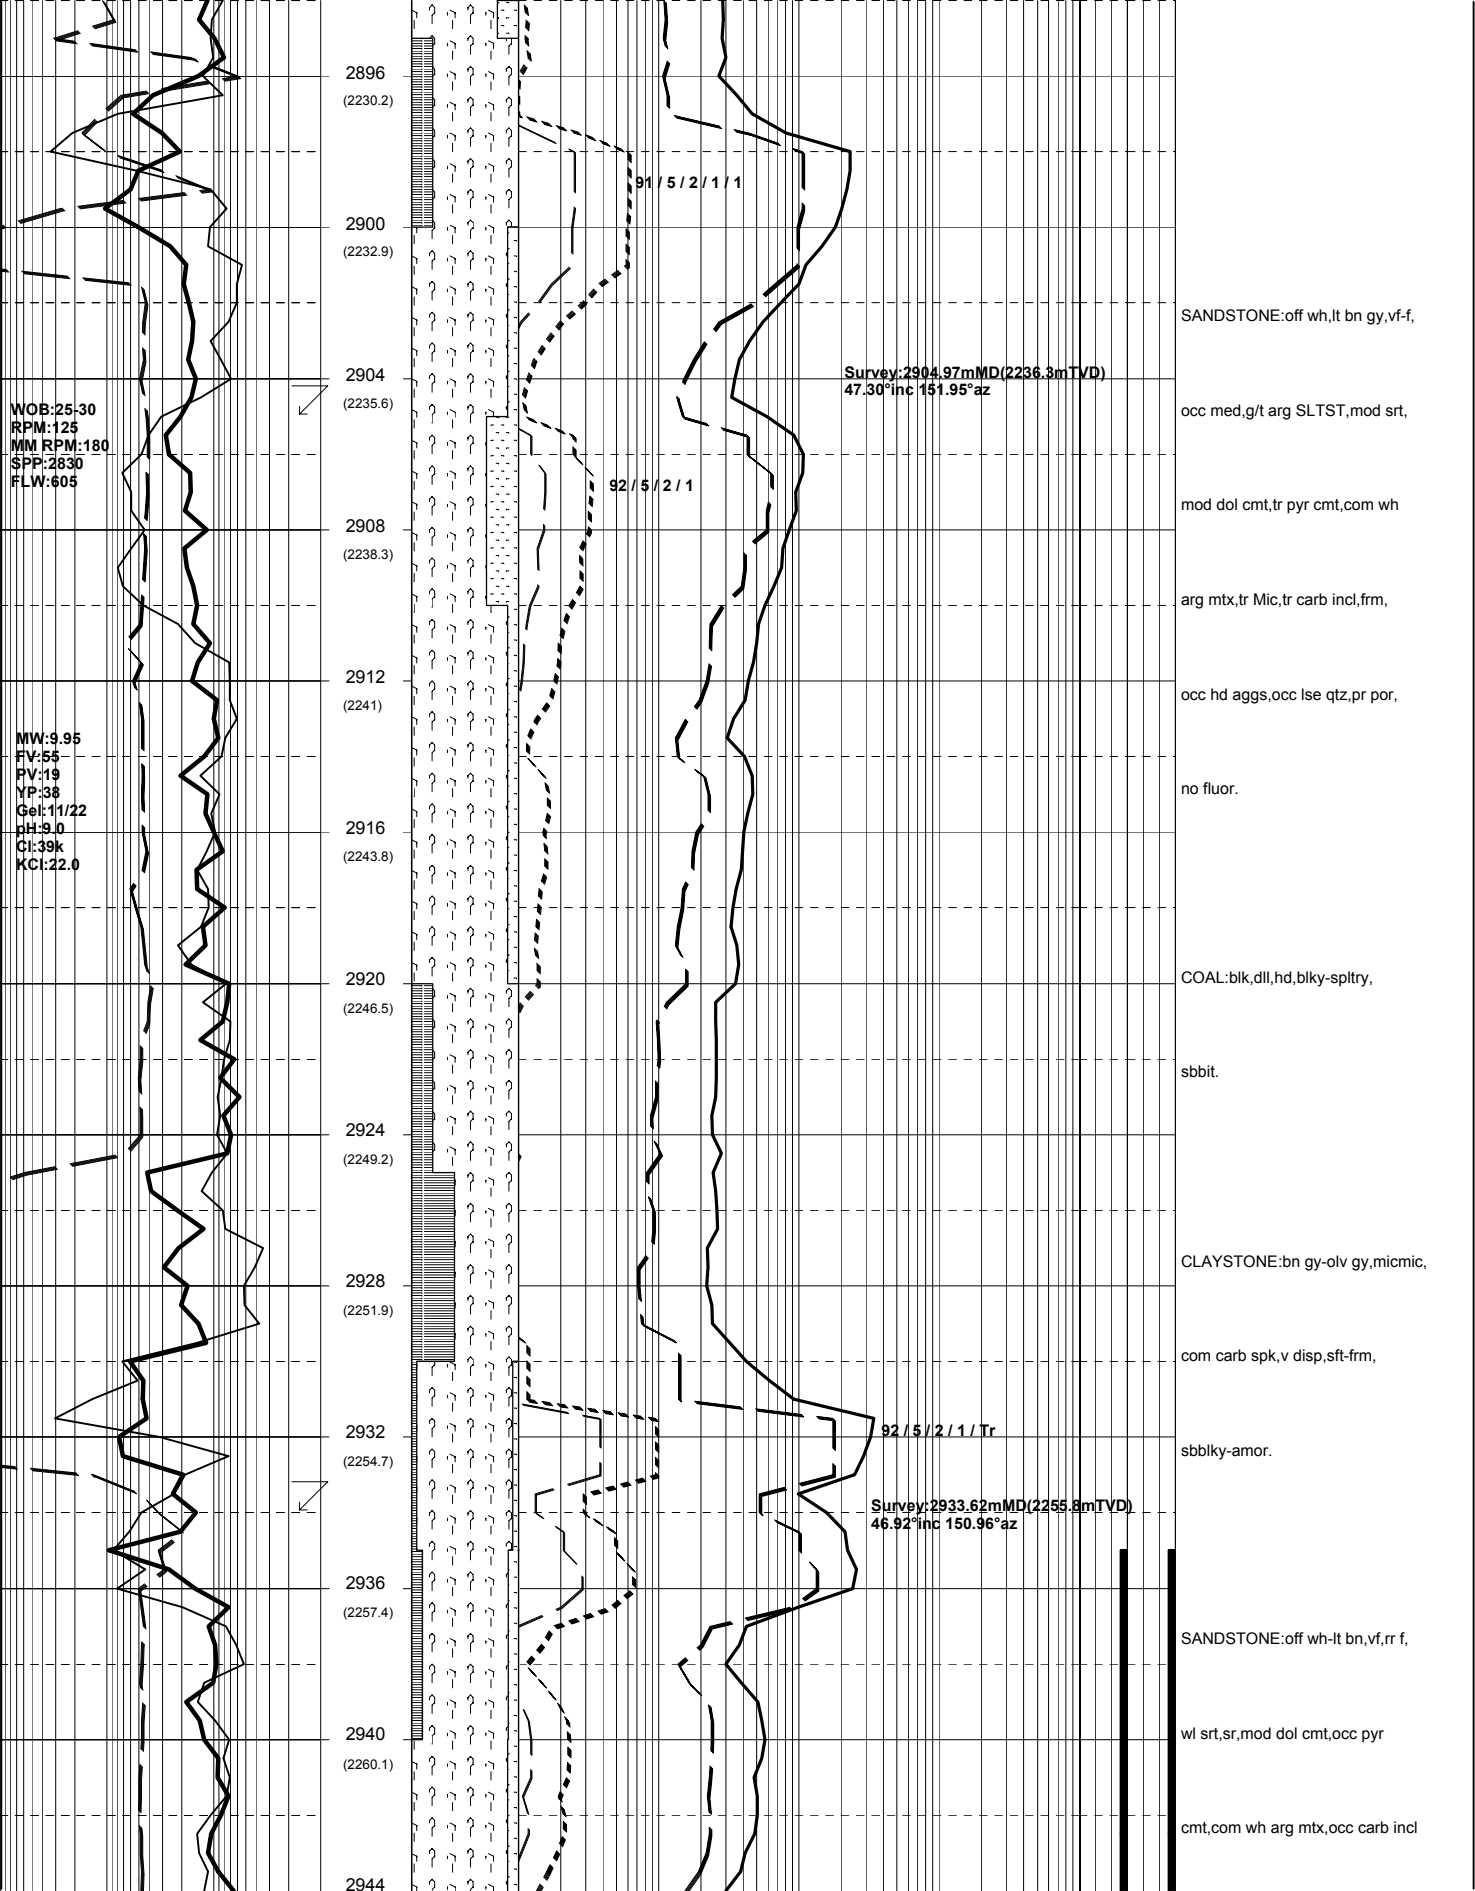 2896
(2230.2)
91 / 5 / 2 / 1 / 1
2900
(2232.9)
SANDSTONE:off wh,lt bn gy,vf-f,
2904
(2235.6)
Survey:2904.97mMD(2236.3mTVD)
47.30°inc 151.95°az
WOB:25-30
RPM:125
MM RPM:180
SPP:2830
FLW:605
occ med,g/t arg SLTST,mod srt,
92 / 5 / 2 / 1
mod dol cmt,tr pyr cmt,com wh
2908
(2238.3)
arg mtx,tr Mic,tr carb incl,frm,
2912
(2241)
occ hd aggs,occ lse qtz,pr por,
MW:9.95
FV:55
PV:19
YP:38
Gel:11/22
pH:9.0
Cl:39k
KCl:22.0
no fluor.
2916
(2243.8)
2920
(2246.5)
COAL:blk,dll,hd,blky-spltry,
sbbit.
2924
(2249.2)
CLAYSTONE:bn gy-olv gy,micmic,
2928
(2251.9)
com carb spk,v disp,sft-frm,
2932
(2254.7)
92 / 5 / 2 / 1 / Tr
sbblky-amor.
Survey:2933.62mMD(2255.8mTVD)
46.92°inc 150.96°az
2936
(2257.4)
SANDSTONE:off wh-lt bn,vf,rr f,
2940
(2260.1)
wl srt,sr,mod dol cmt,occ pyr
cmt,com wh arg mtx,occ carb incl
2944